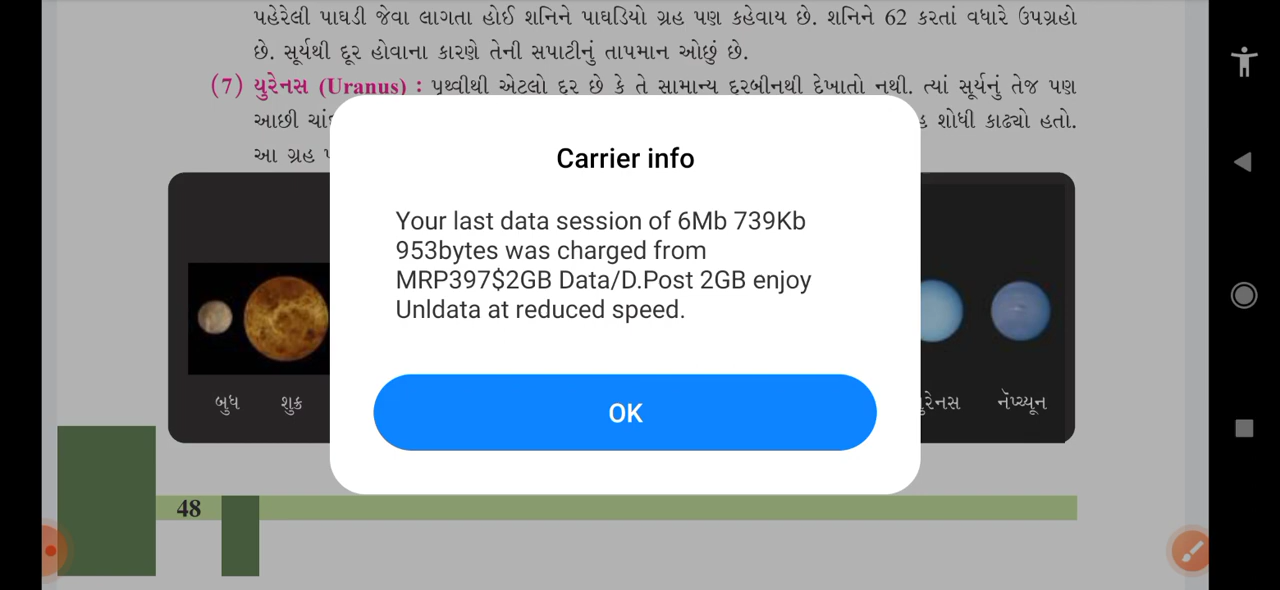 પહેરેલી પાઘડી જેવા લાગતા હોઈ શનિને પાઘડિયો ગ્રહ પણ કહેવાય છે. શનિને 62 કરતાં વધારે ઉપગ્રહો
છે. સૂર્યથી દૂર હોવાના કારણે તેની સપાટીનું તાપમાન ઓછું છે.
(7) યુરેનસ (Uranus) : પૃથ્વીથી એટલો દૂર છે કે તે સામાન્ય દૂરબીનથી દેખાતો નથી. ત્યાં સૂર્યનું તેજ પણ
આછી શોધી કાઢ્યો હતો.
આ ગ્રહ
Carrier info
Your last data session of 6Mb 739Kb
953bytes was charged from
MRP397$2GB Data/D.Post 2GB enjoy
Unldata at reduced speed.
OK
બુધ શુક્ર નૅપ્ચ્યૂન
48